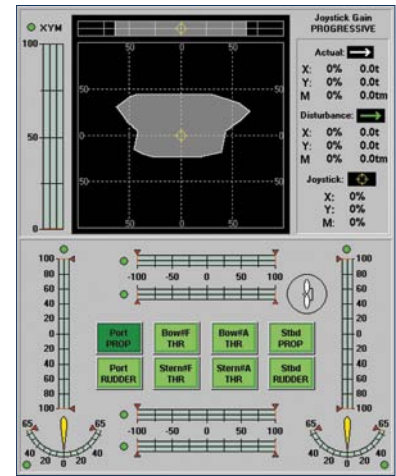 XYM
Joystick Gain
PROGRESSIVE
100
50
0
50
0
50
50
0
50
50
0
50
Actual:
X: 0% 0.0t
Y: 0% 0.0t
M 0% 0.0tm
Disturbance:
X: 0% 0.0t
Y: 0% 0.0t
M 0% 0.0tm
Joystick:
X: 0%
Y: 0%
M: 0%
100
80
60
40
20
0
20
40
60
80
100
-100 -50 0 50 100
Port
PROP
Bow#F
THR
Bow#A
THR
Stbd
PROP
Port
RUDDER
Stern#F
THR
Stern#A
THR
Stbd
RUDDER
-100 -50 0 50 100
100
80
60
40
20
0
20
40
60
80
100
65 65
40 20 0 20 40
65 65
40 20 0 20 40